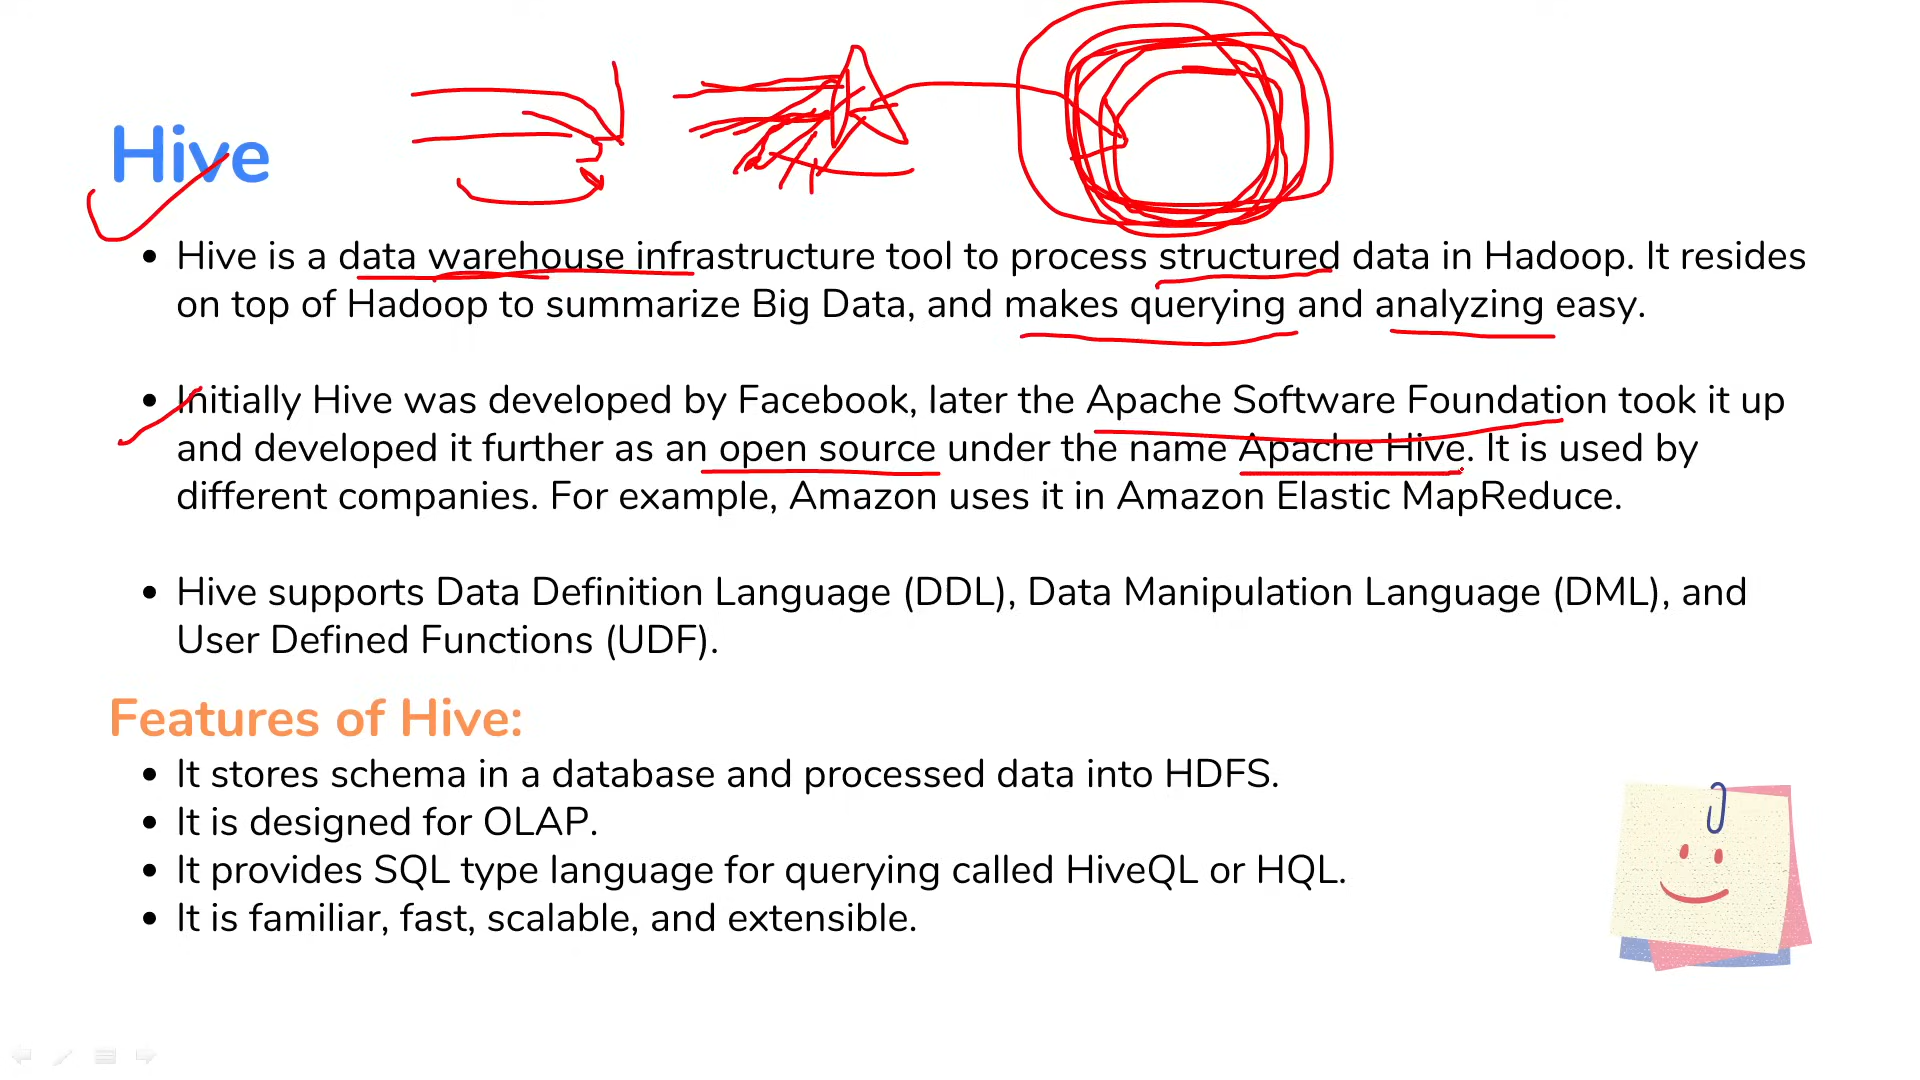 Hive
• Hive is a data warehouse infrastructure tool to process structured data in Hadoop. It resides
on top of Hadoop to summarize Big Data, and makes querying and analyzing easy.
• Initially Hive was developed by Facebook, later the Apache Software Foundation took it up
and developed it further as an open source under the name Apache Hive. It is used by
different companies. For example, Amazon uses it in Amazon Elastic MapReduce.
• Hive supports Data Definition Language (DDL), Data Manipulation Language (DML), and
User Defined Functions (UDF).
Features of Hive:
• It stores schema in a database and processed data into HDFS.
• It is designed for OLAP.
• It provides SQL type language for querying called HiveQL or HQL.
• It is familiar, fast, scalable, and extensible.